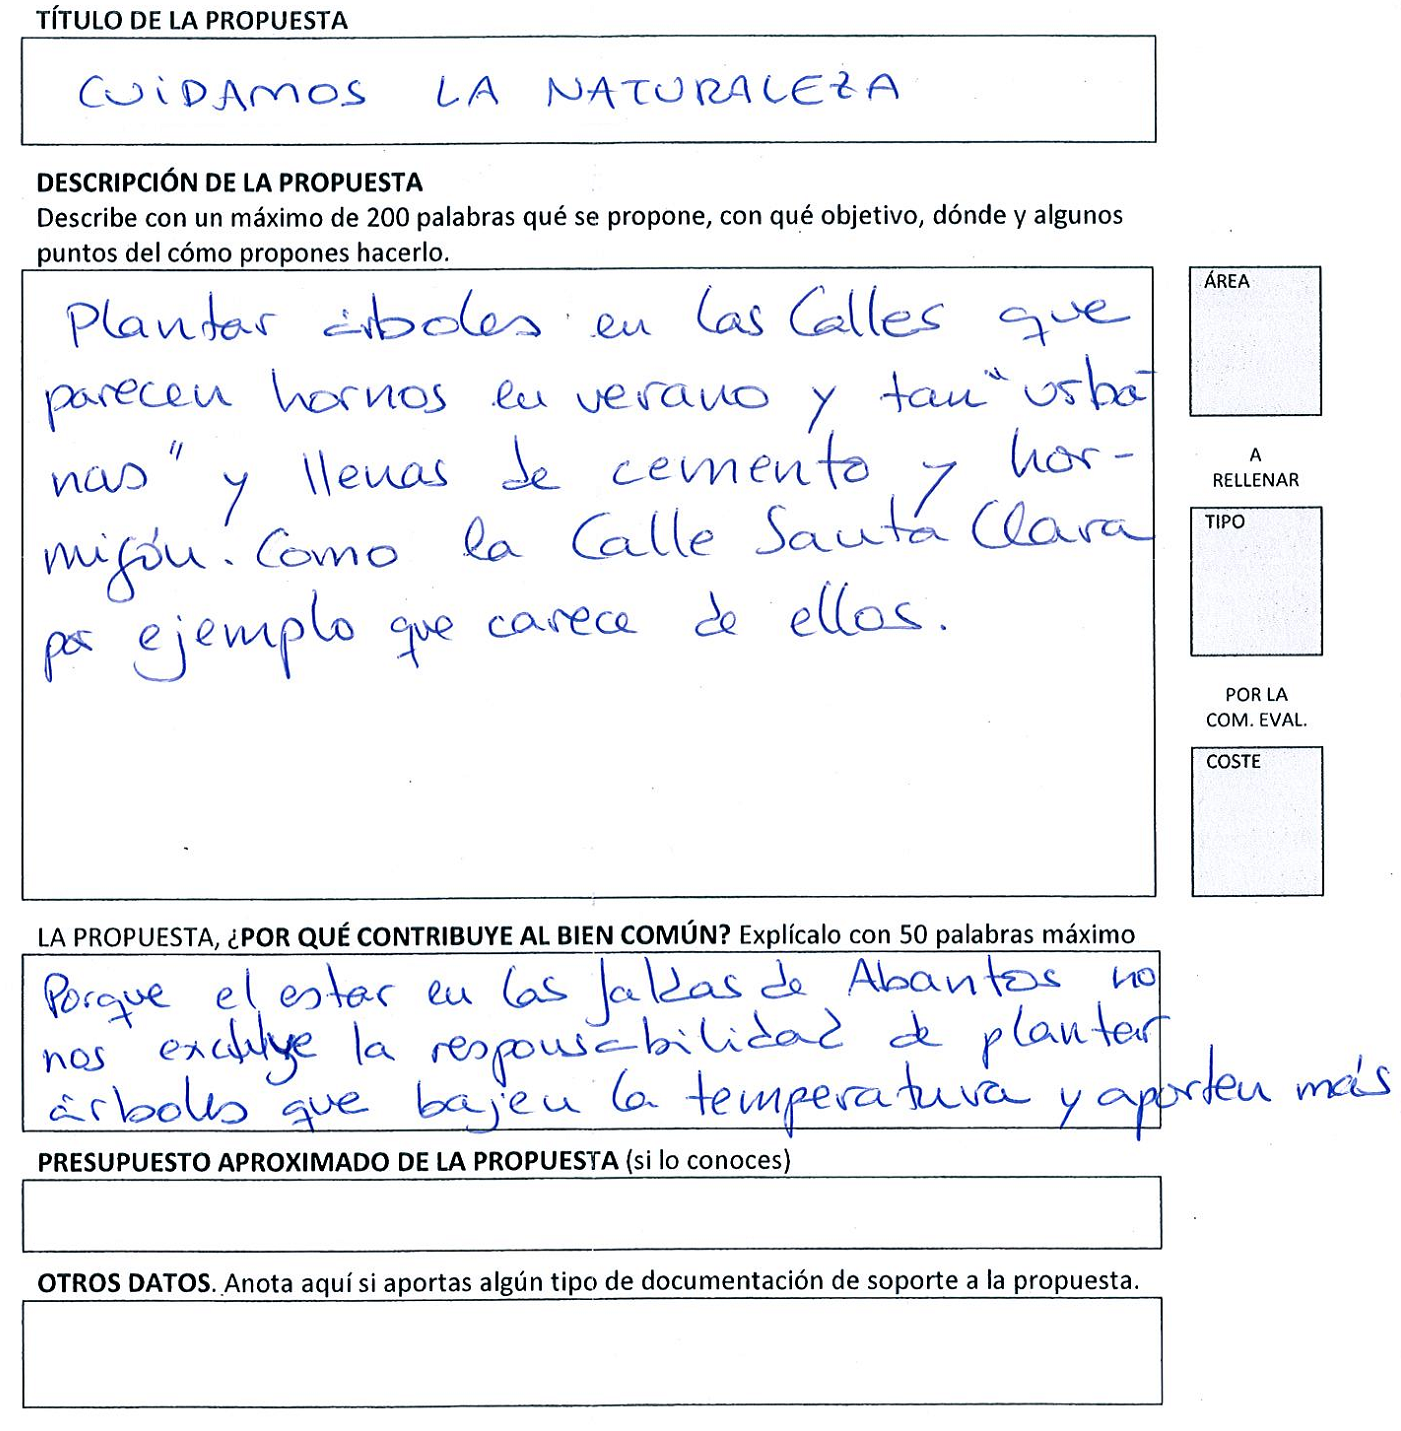 TÍTULO DE LA PROPUESTA
CUIDAMOS LA NATURALEZA
DESCRIPCIÓN DE LA PROPUESTA
Describe con un máximo de 200 palabras qué se propone, con qué objetivo, dónde y algunos
puntos del cómo propones hacerlo.
Plantar árboles en las Calles que
parecen hornos en verano y tan "urba-
nas" y llenas de cemento y hor-
migón. Como la Calle Santa Clara
por ejemplo que carece de ellos.
ÁREA
A
RELLENAR
TIPO
POR LA
COM. EVAL.
COSTE
LA PROPUESTA, ¿POR QUÉ CONTRIBUYE AL BIEN COMÚN? Explícalo con 50 palabras máximo
Porque el estar en las faldas de Abantos no
nos excluye la responsabilidad de plantar
árboles que bajen la temperatura y aporten más
PRESUPUESTO APROXIMADO DE LA PROPUESTA (si lo conoces)
OTROS DATOS. Anota aquí si aportas algún tipo de documentación de soporte a la propuesta.